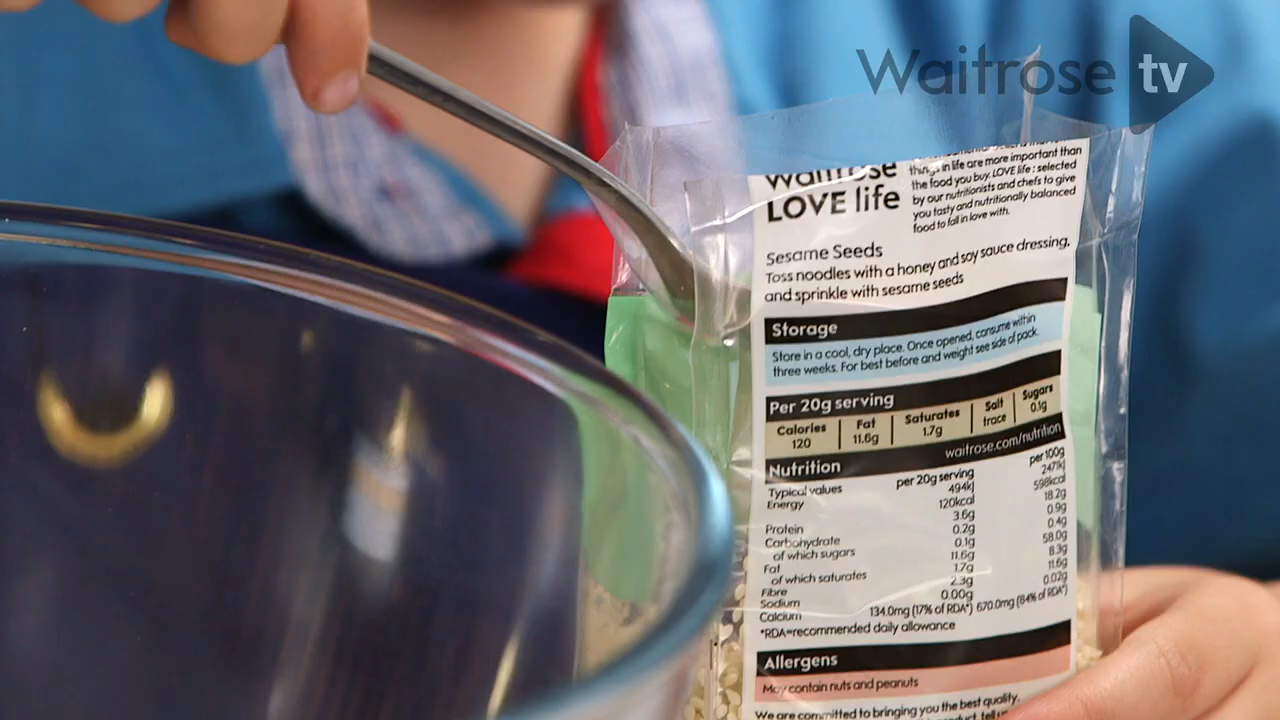 Waitrose tv
Waitrose
LOVE life
things in life are more important than
the food you buy. LOVE life : selected
by our nutritionists and chefs to give
you tasty and nutritionally balanced
food to fall in love with.
Sesame Seeds
Toss noodles with a honey and soy sauce dressing,
and sprinkle with sesame seeds
Storage
Store in a cool, dry place. Once opened, consume within
three weeks. For best before and weight see side of pack.
Per 20g serving
Calories Fat Saturates Salt Sugars
120 11.6g 1.7g trace 0.1g
waitrose.com/nutrition
Nutrition
Typical values per 20g serving per 100g
Energy 494kj 2471kj
120kcal 598kcal
Protein 3.6g 18.2g
Carbohydrate 0.2g 0.9g
of which sugars 0.1g 0.4g
Fat 11.6g 58.0g
of which saturates 1.7g 8.3g
Fibre 2.3g 11.6g
Sodium 0.00g 0.02g
Calcium 134.0mg (17% of RDA*) 670.0mg (84% of RDA*)
*RDA=recommended daily allowance
Allergens
May contain nuts and peanuts
We are committed to bringing you the best quality.
product, tell us